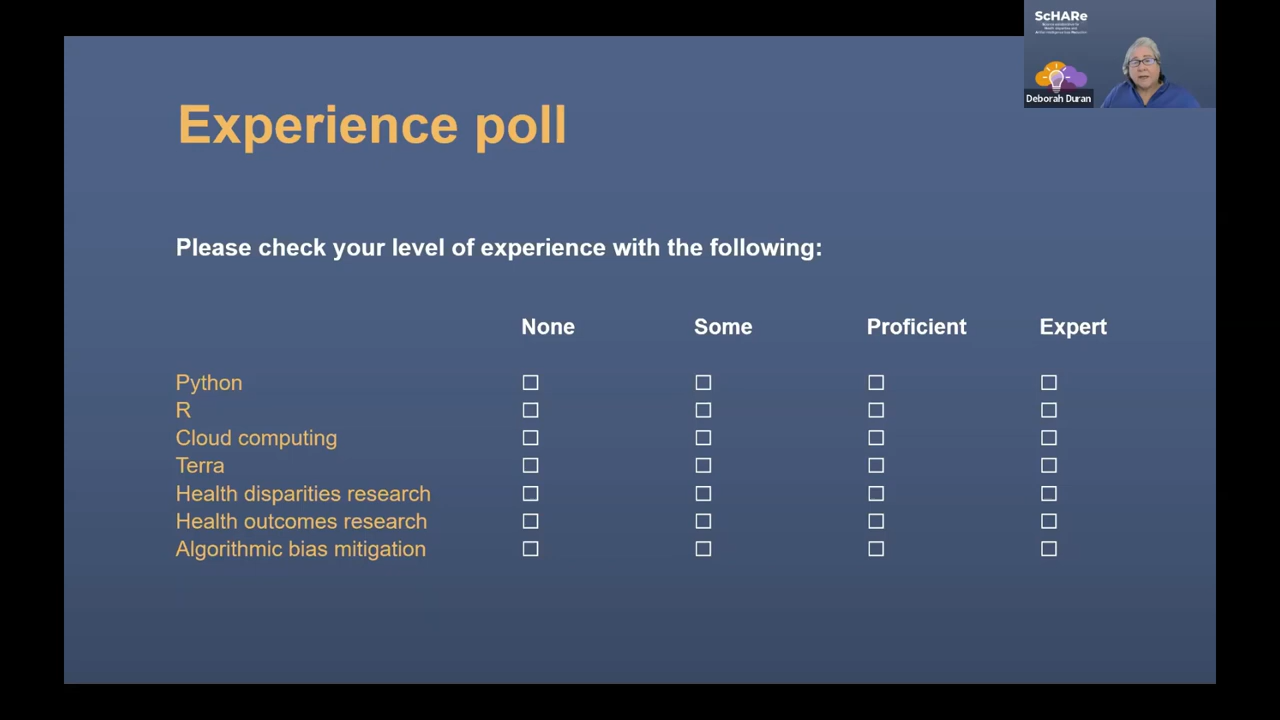 ScHARe
Experience poll
Deborah Duran
Please check your level of experience with the following:
None Some Proficient Expert
Python ☐ ☐ ☐ ☐
R ☐ ☐ ☐ ☐
Cloud computing ☐ ☐ ☐ ☐
Terra ☐ ☐ ☐ ☐
Health disparities research ☐ ☐ ☐ ☐
Health outcomes research ☐ ☐ ☐ ☐
Algorithmic bias mitigation ☐ ☐ ☐ ☐